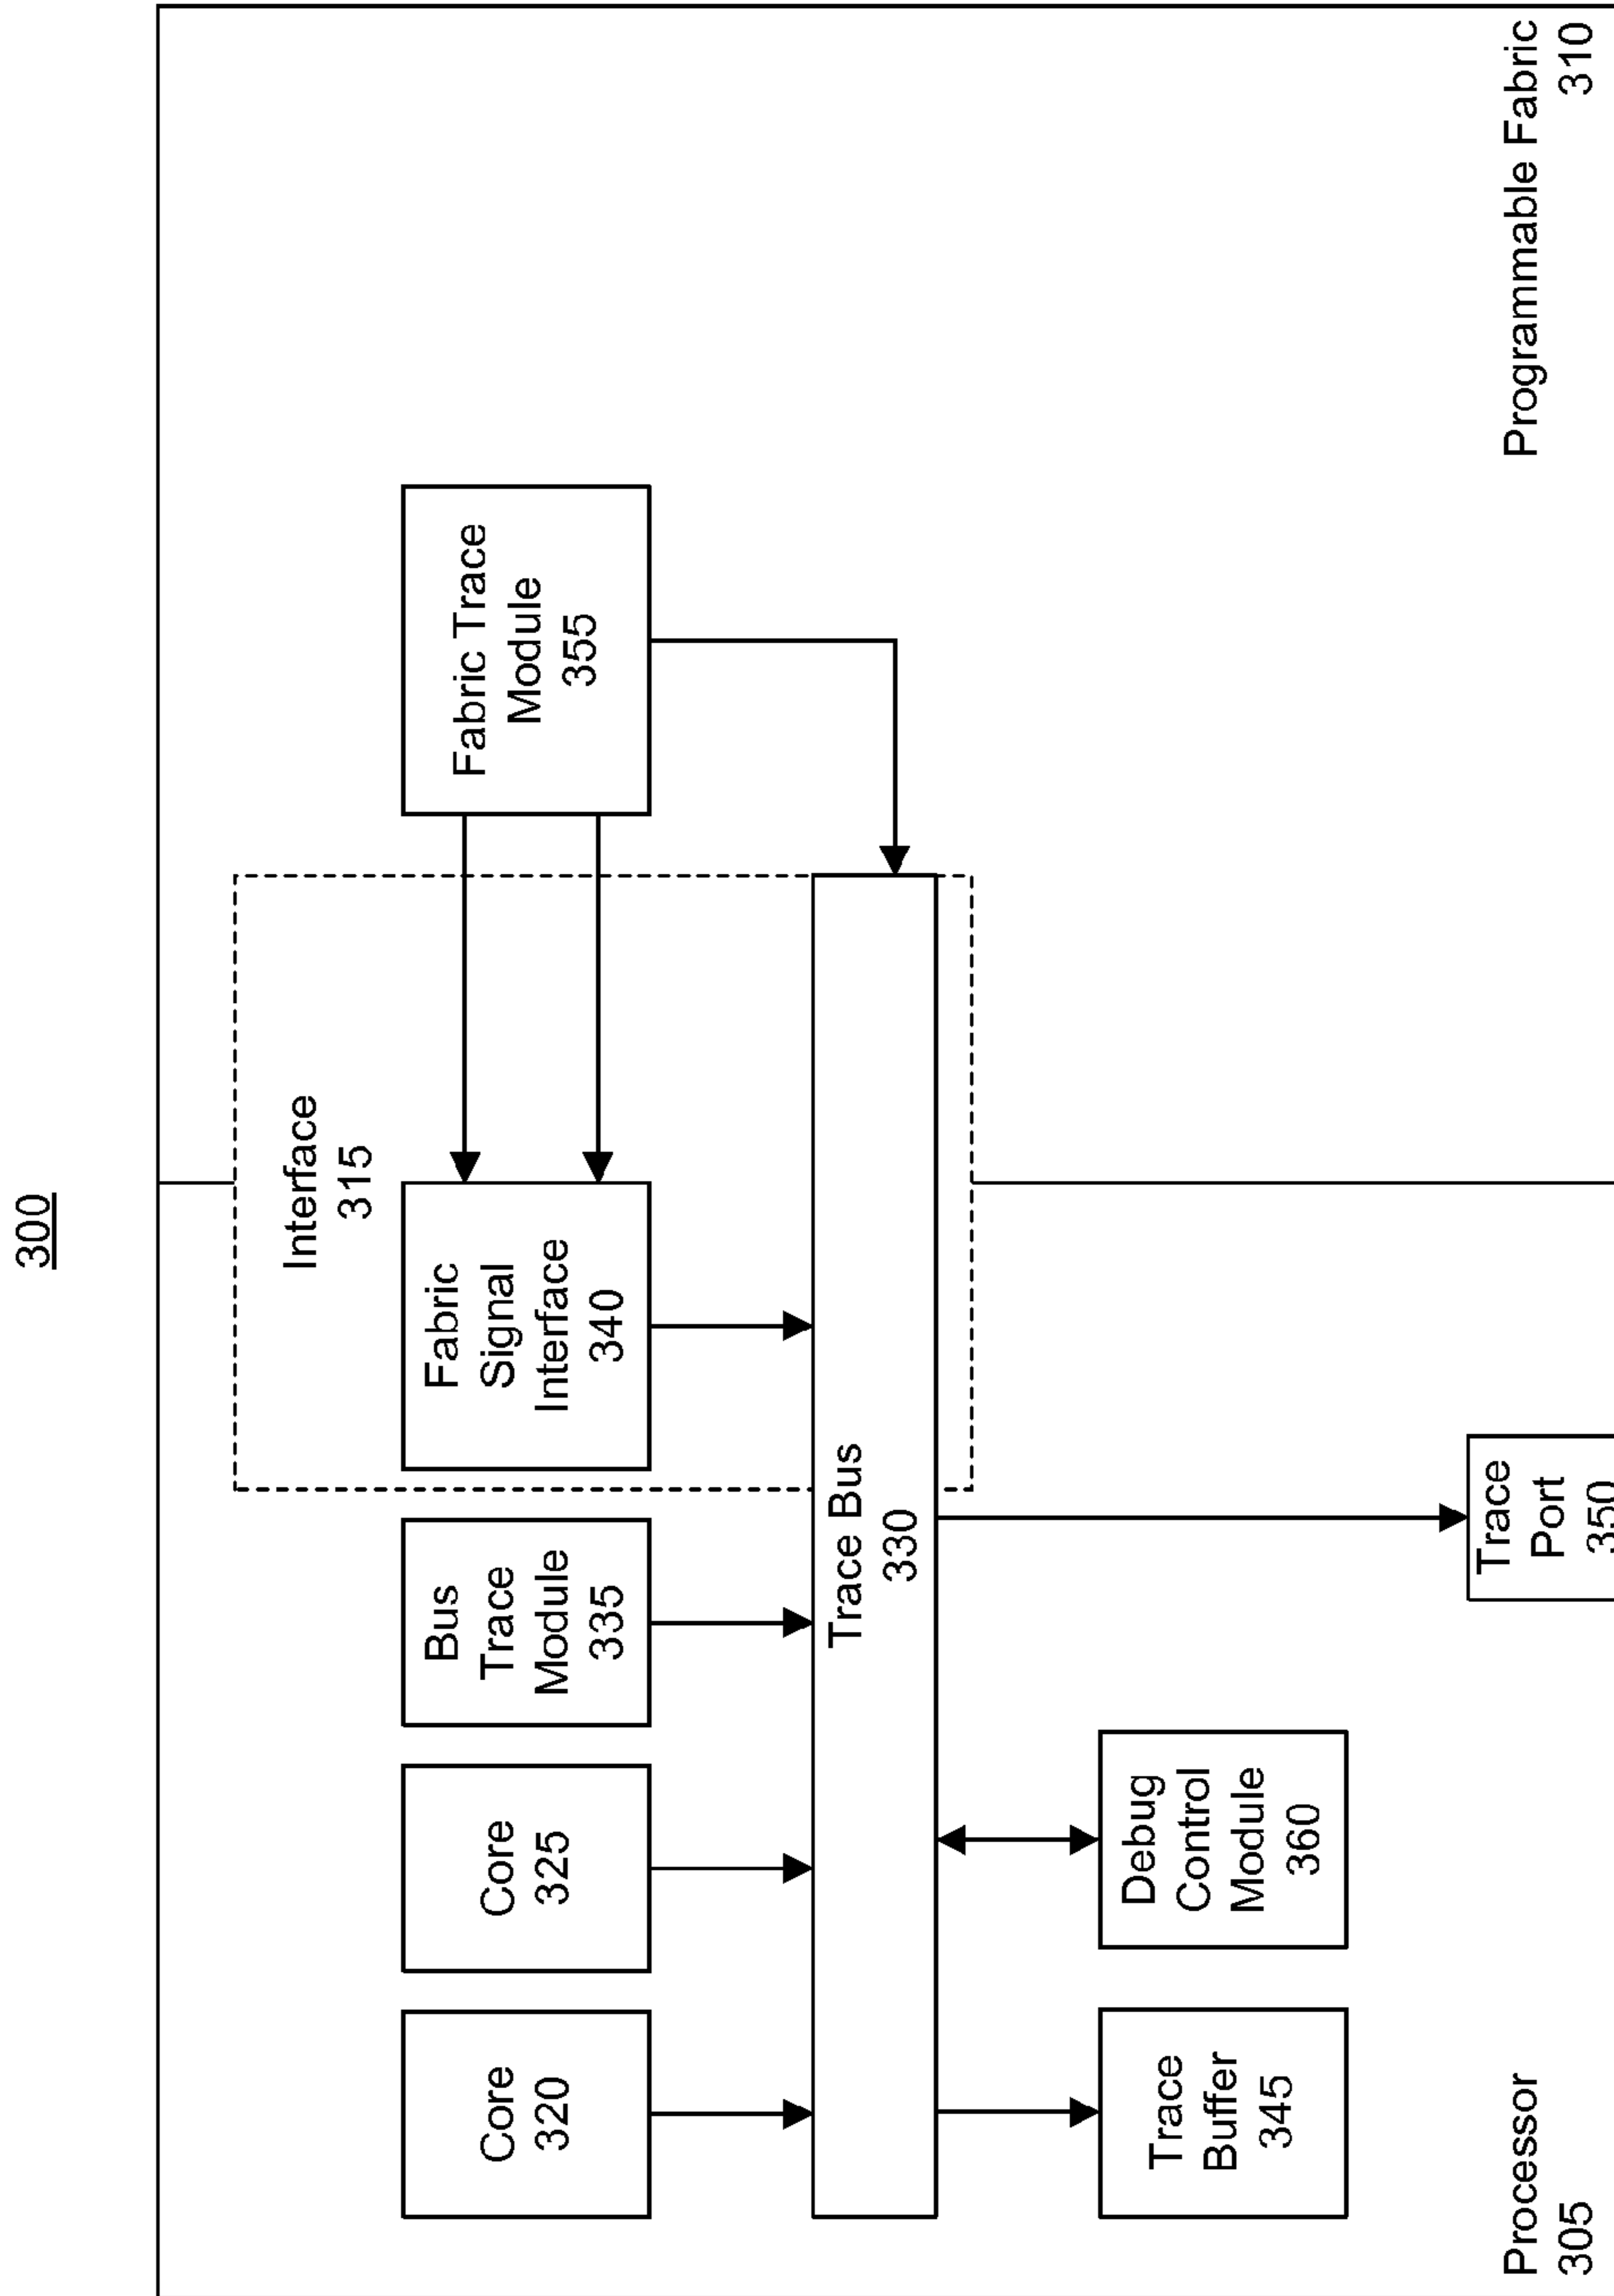 300
Interface
315
Core
320
Core
325
Bus
Trace
Module
335
Fabric
Signal
Interface
340
Fabric Trace
Module
355
Trace Bus
330
Trace
Buffer
345
Debug
Control
Module
360
Trace
Port
350
Processor
305
Programmable Fabric
310